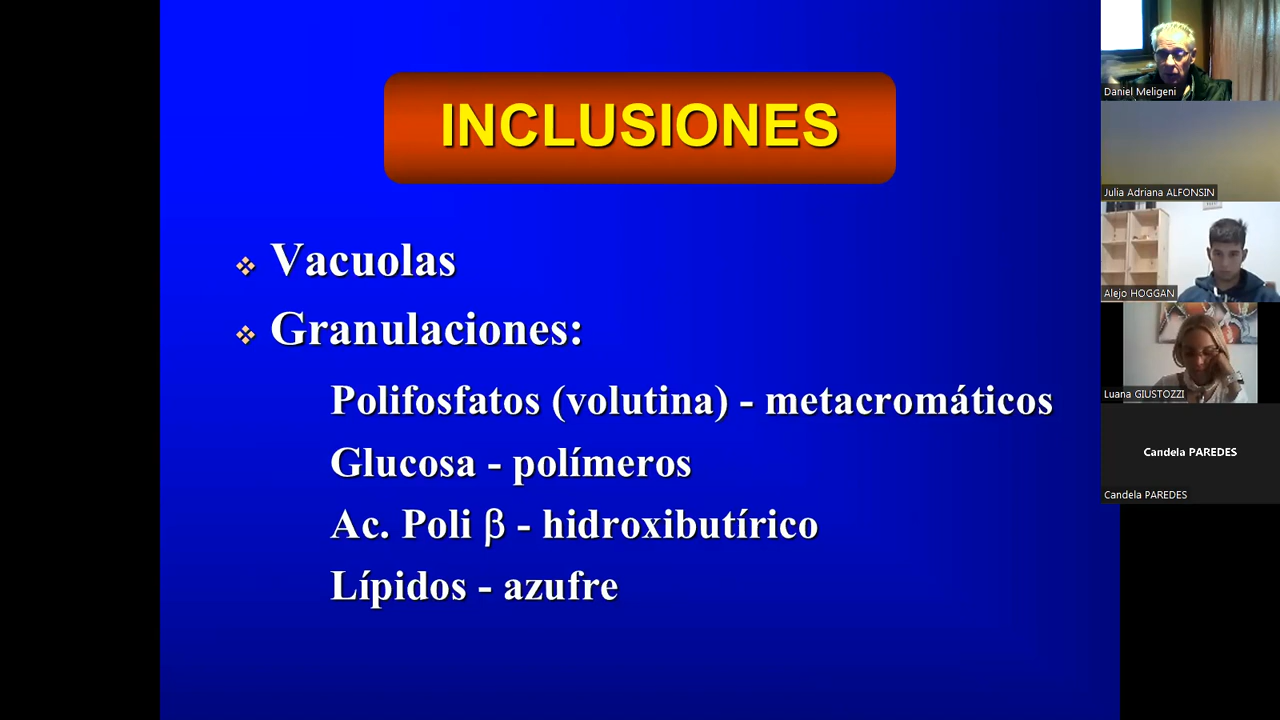 INCLUSIONES
Vacuolas
Granulaciones:
Polifosfatos (volutina) - metacromáticos
Glucosa - polímeros
Ac. Poli β - hidroxibutírico
Lípidos - azufre
Daniel Meligeni
Julia Adriana ALFONSIN
Alejo HOGGAN
Luana GIUSTOZZI
Candela PAREDES
Candela PAREDES